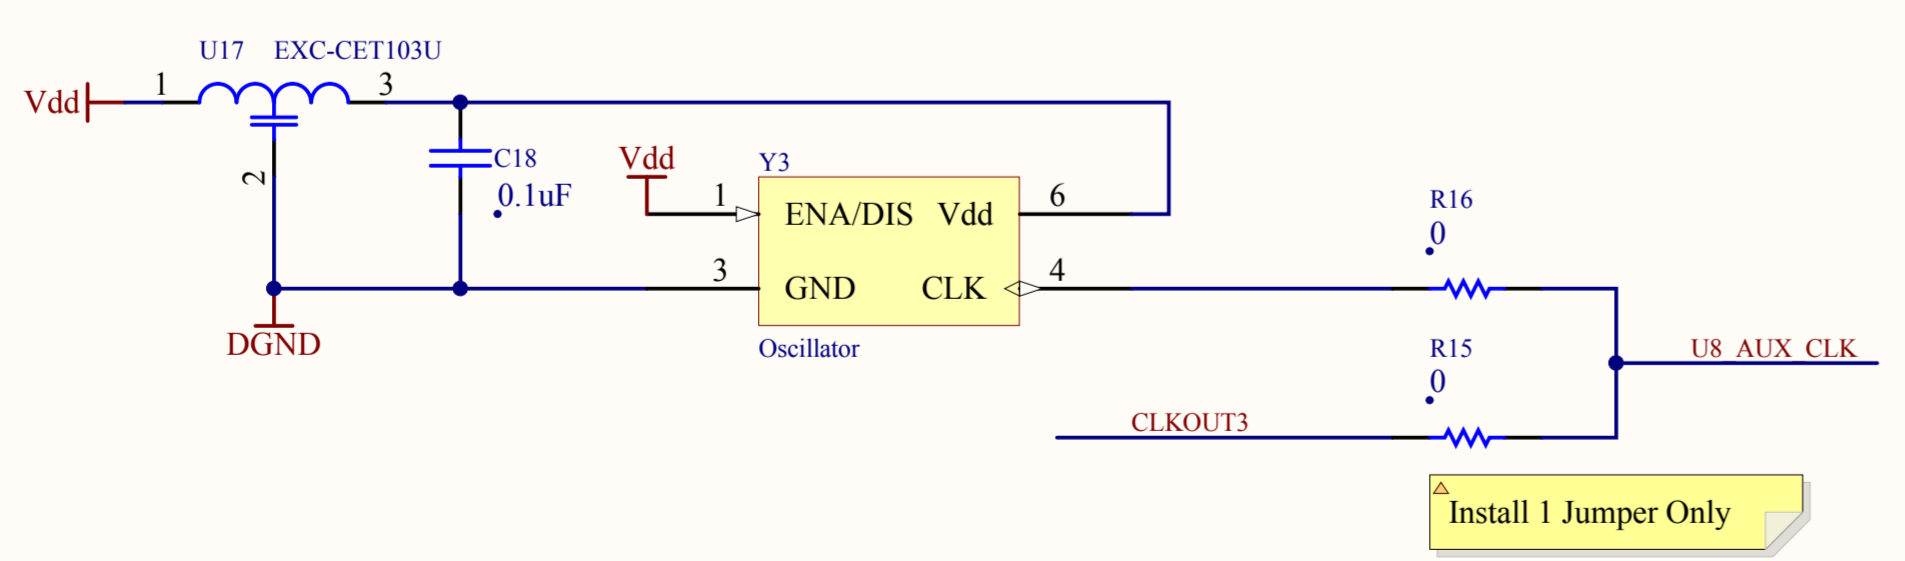 U17 EXC-CET103U
Vdd
1
3
2
C18
0.1uF
DGND
Vdd
Y3
1
ENA/DIS Vdd
6
3
GND CLK
4
Oscillator
R16
0
R15
0
U8_AUX_CLK
CLKOUT3
Install 1 Jumper Only